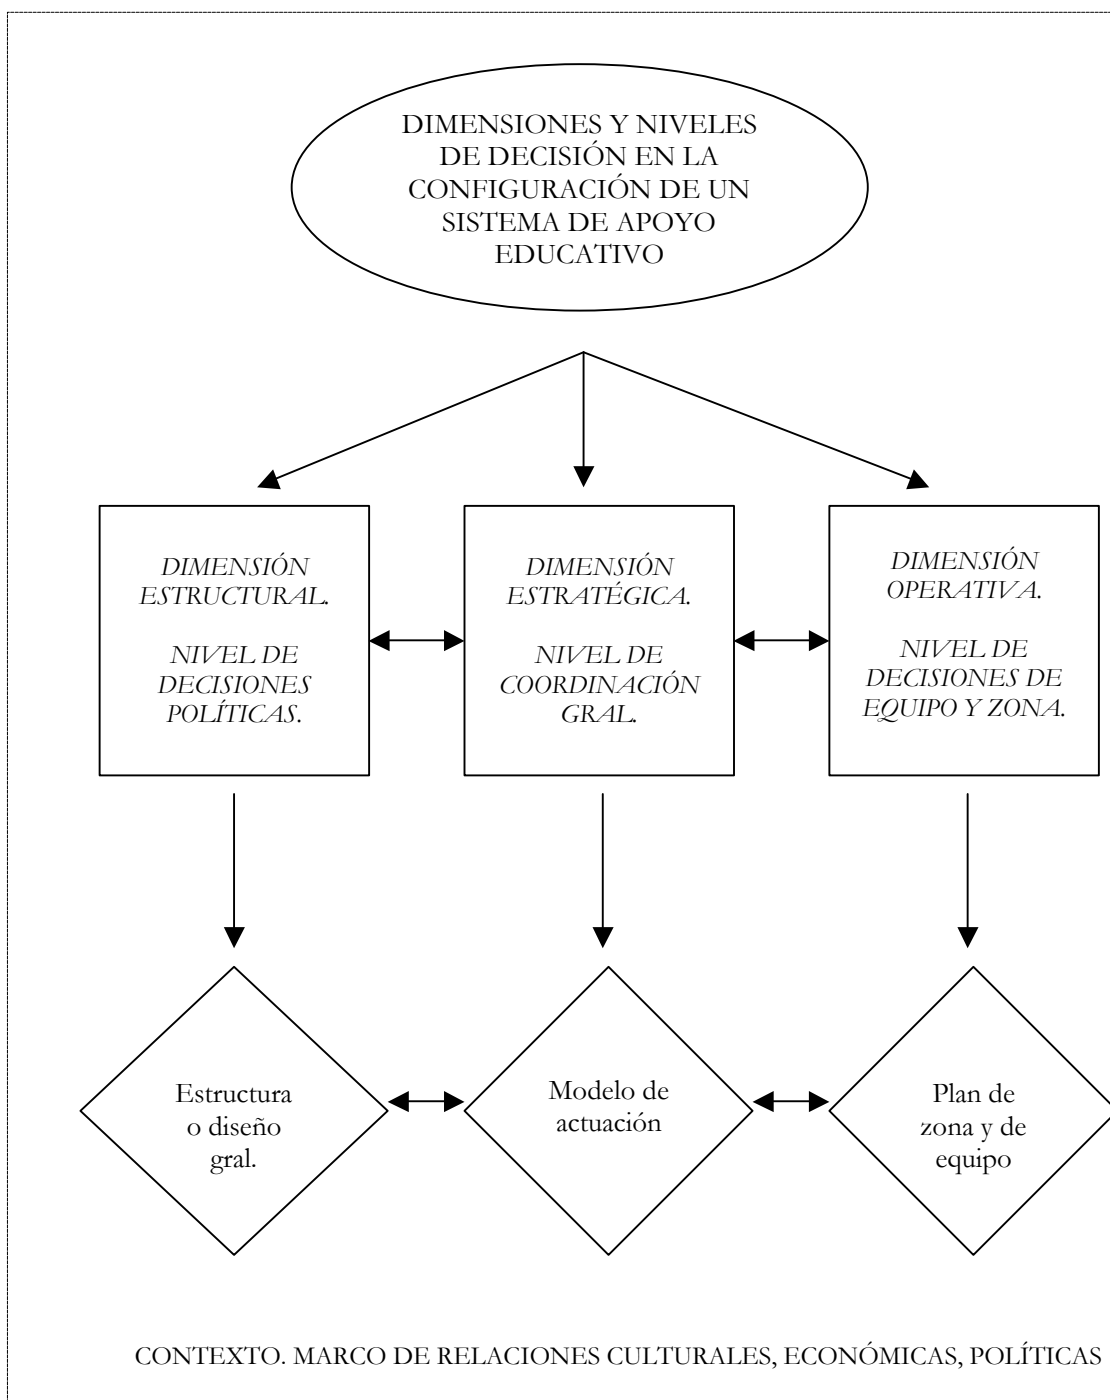 DIMENSIONES Y NIVELES
DE DECISIÓN EN LA
CONFIGURACIÓN DE UN
SISTEMA DE APOYO
EDUCATIVO
DIMENSIÓN
ESTRUCTURAL.
NIVEL DE
DECISIONES
POLÍTICAS.
DIMENSIÓN
ESTRATÉGICA.
NIVEL DE
COORDINACIÓN
GRAL.
DIMENSIÓN
OPERATIVA.
NIVEL DE
DECISIONES DE
EQUIPO Y ZONA.
Estructura
o diseño
gral.
Modelo de
actuación
Plan de
zona y de
equipo
CONTEXTO. MARCO DE RELACIONES CULTURALES, ECONÓMICAS, POLÍTICAS